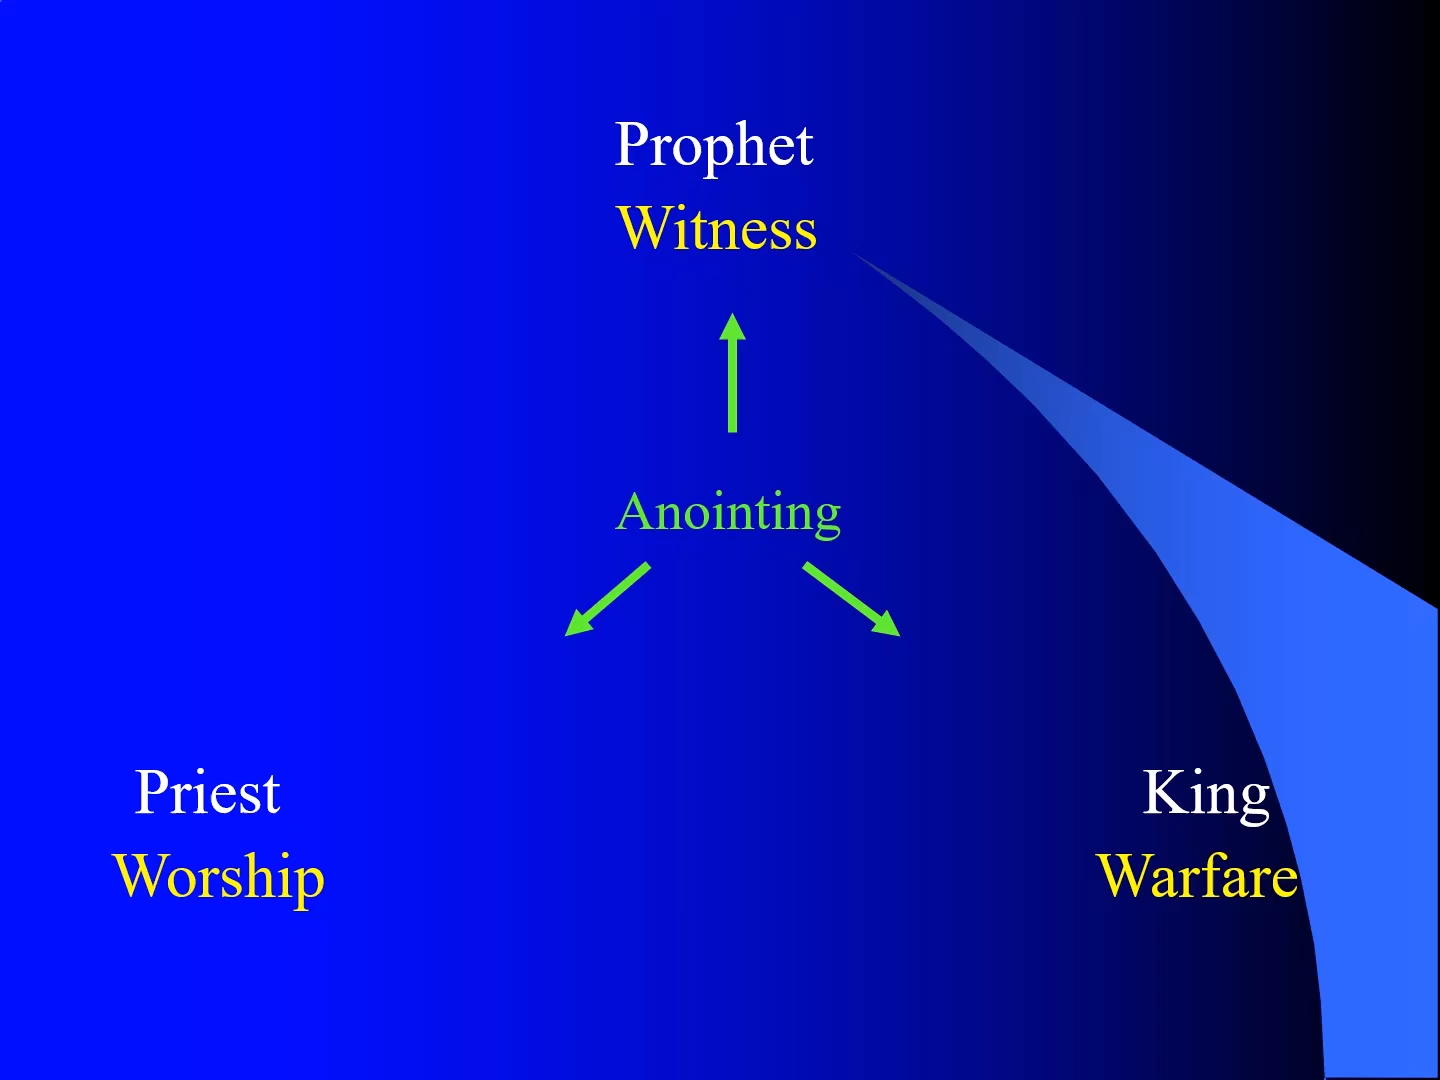 Prophet
Witness
Anointing
Priest
Worship
King
Warfare